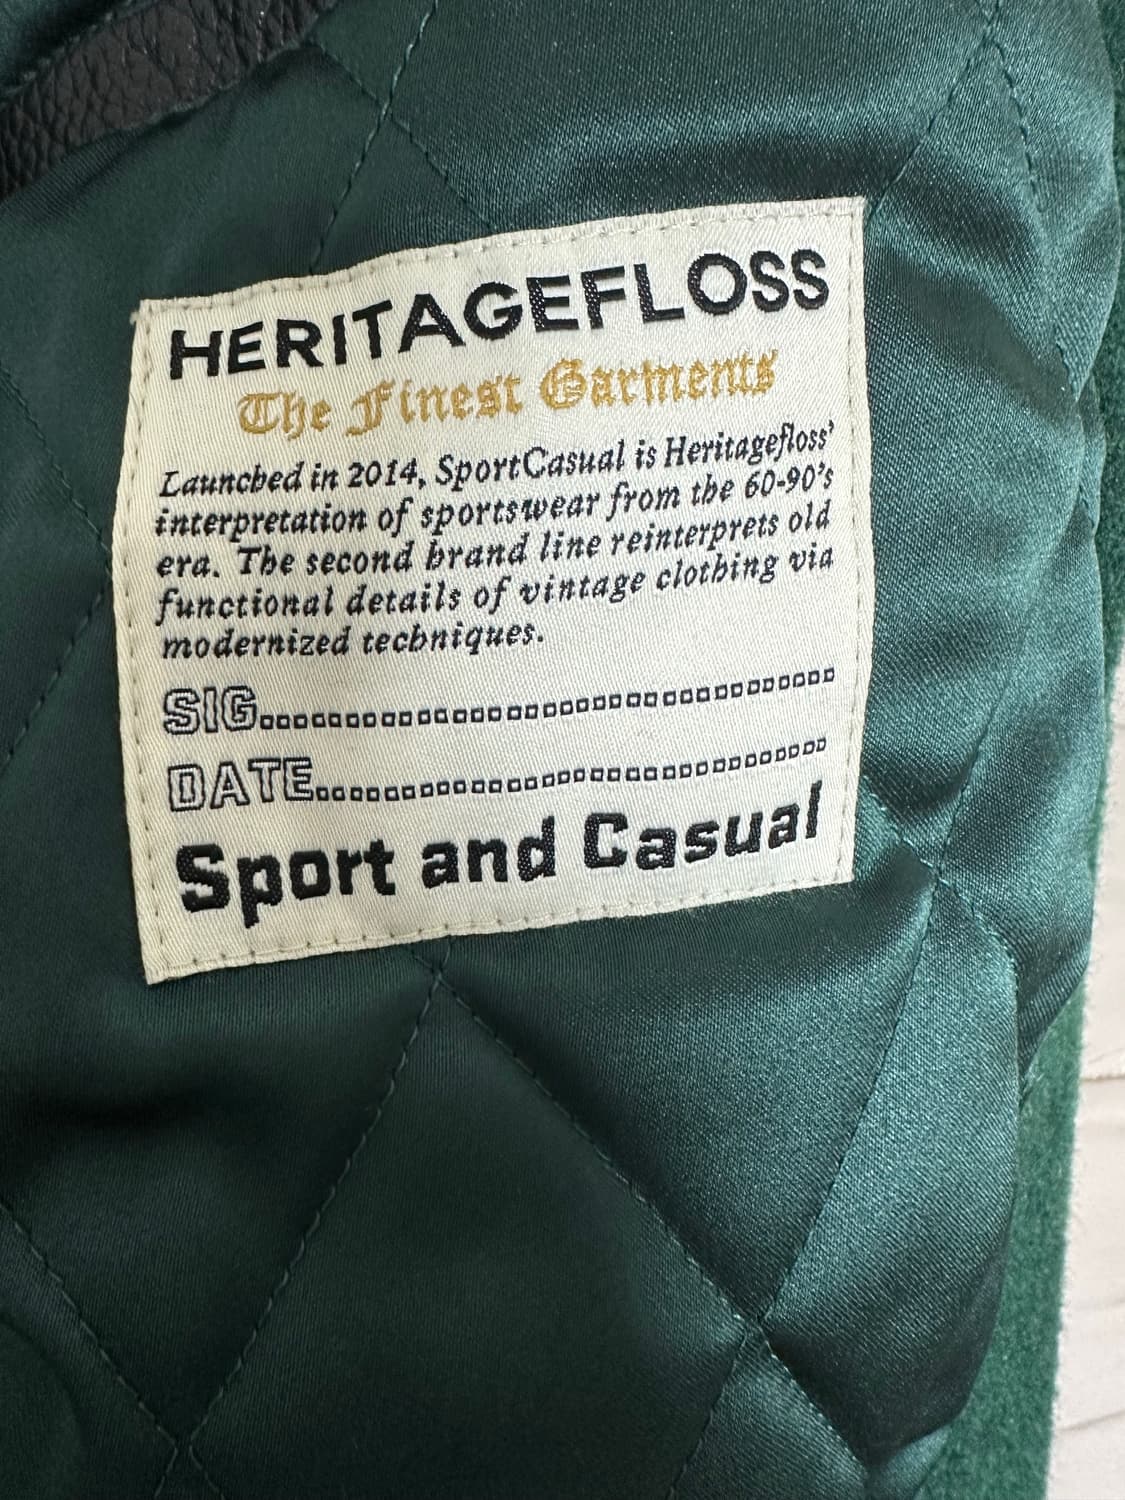 HERITAGEFLOSS
The Finest Garments
Launched in 2014, SportCasual is Heritagefloss'
interpretation of sportswear from the 60-90's
era. The second brand line reinterprets old
functional details of vintage clothing via
modernized techniques.
SIG....................................................
DATE..............................................
Sport and Casual